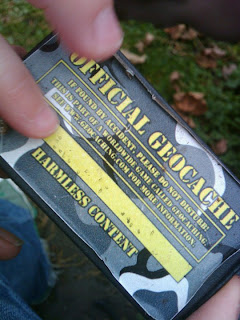 OFFICIAL GEOCACHE
IF FOUND BY ACCIDENT, PLEASE DO NOT DISTURB!
THIS IS PART OF A WORLDWIDE GAME CALLED GEOCACHING.
SEE GEOCACHING.COM FOR MORE INFORMATION
HARMLESS CONTENT